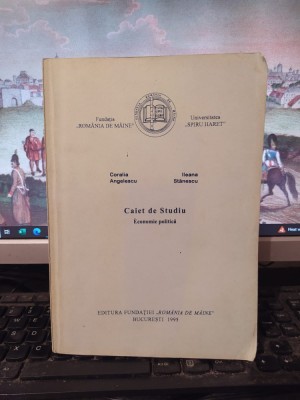 Fundația
„ROMÂNIA DE MÂINE”
Universitatea
„SPIRU HARET”
Coralia
Angelescu
Ileana
Stănescu
Caiet de Studiu
Economie politică
EDITURA FUNDAȚIEI „ROMÂNIA DE MÂINE”
BUCUREȘTI 1995